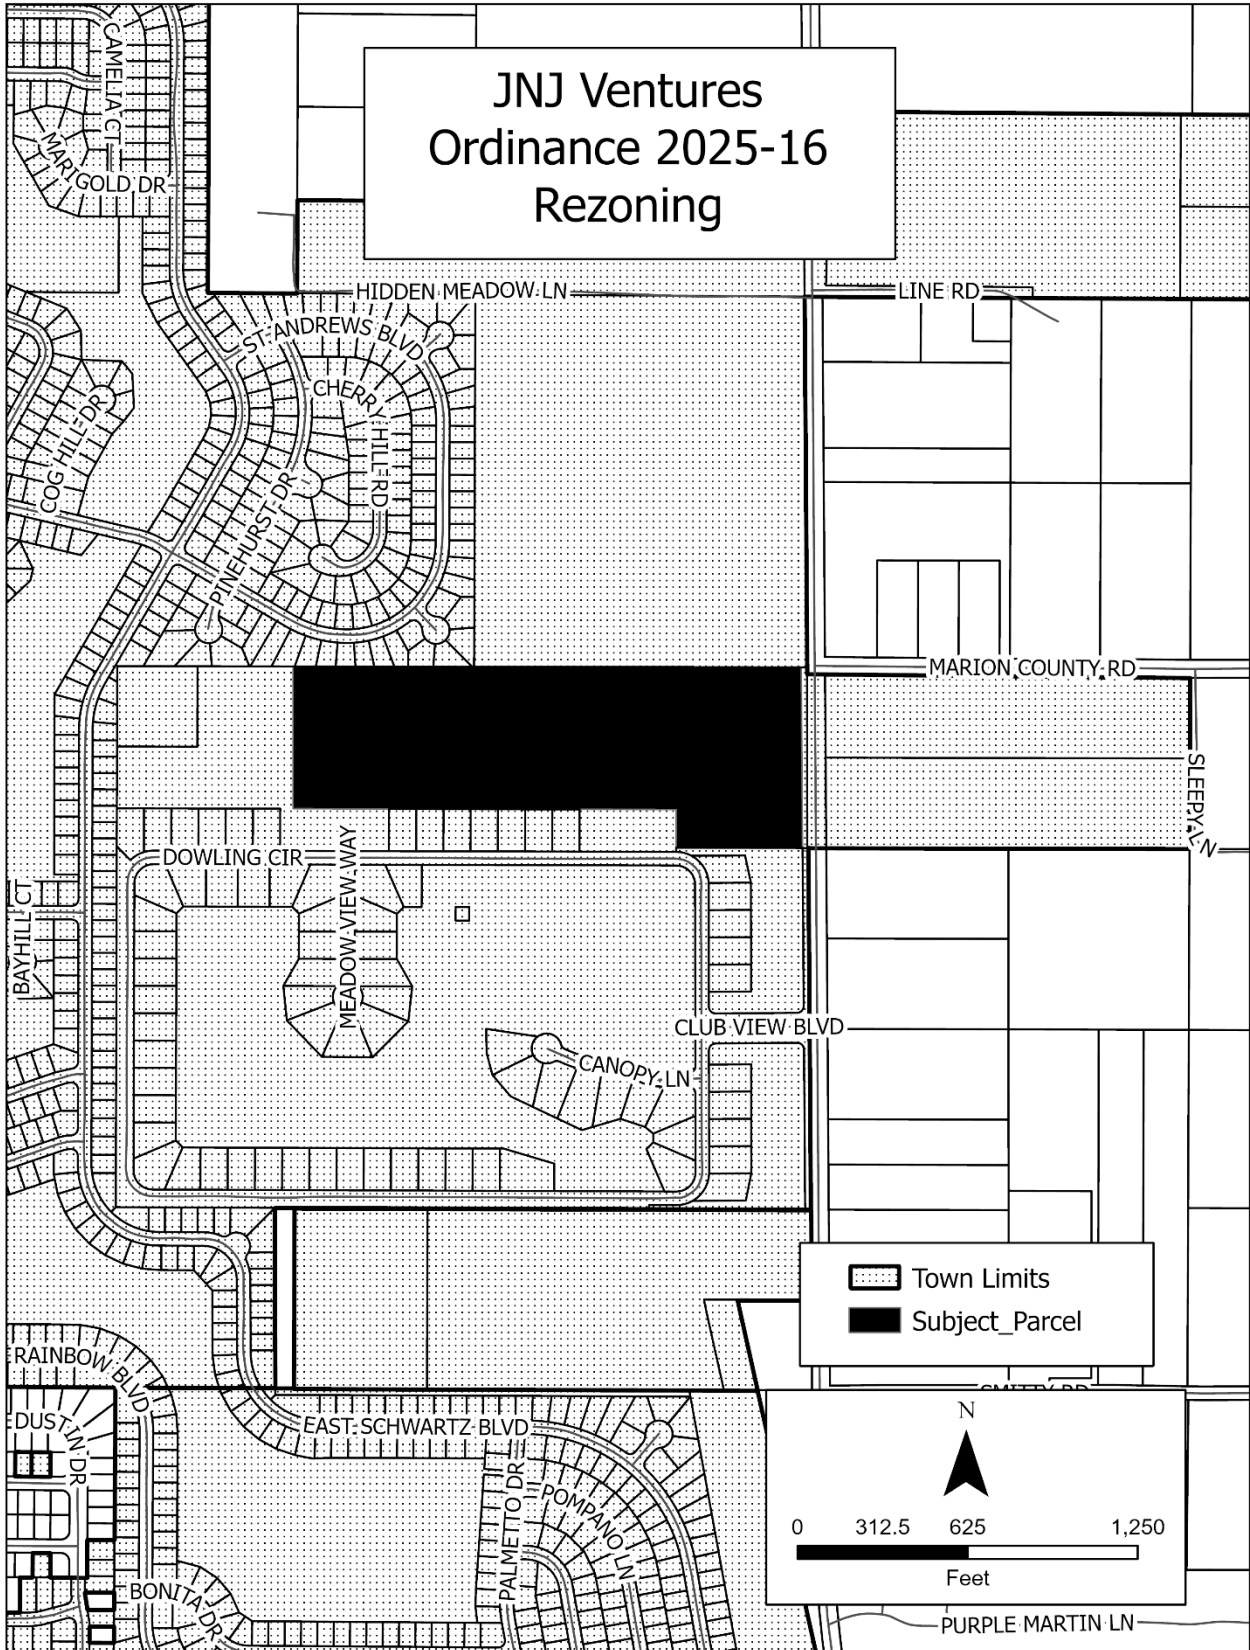 JNJ Ventures
Ordinance 2025-16
Rezoning
CAMELIA CT
MARIGOLD DR
HIDDEN MEADOW LN
LINE RD
ST ANDREWS BLVD
CHERRY HILL RD
COG HILL DR
PINEHURST DR
MARION COUNTY RD
SLEEPY LN
DOWLING CIR
MEADOW VIEW WAY
BAYHILL CT
CLUB VIEW BLVD
CANOPY LN
Town Limits
Subject_Parcel
E RAINBOW BLVD
SMITTY RD
E DUSTIN DR
EAST SCHWARTZ BLVD
PALMETTO DR
POMPANO LN
N
0 312.5 625 1,250
Feet
BONITA DR
PURPLE MARTIN LN